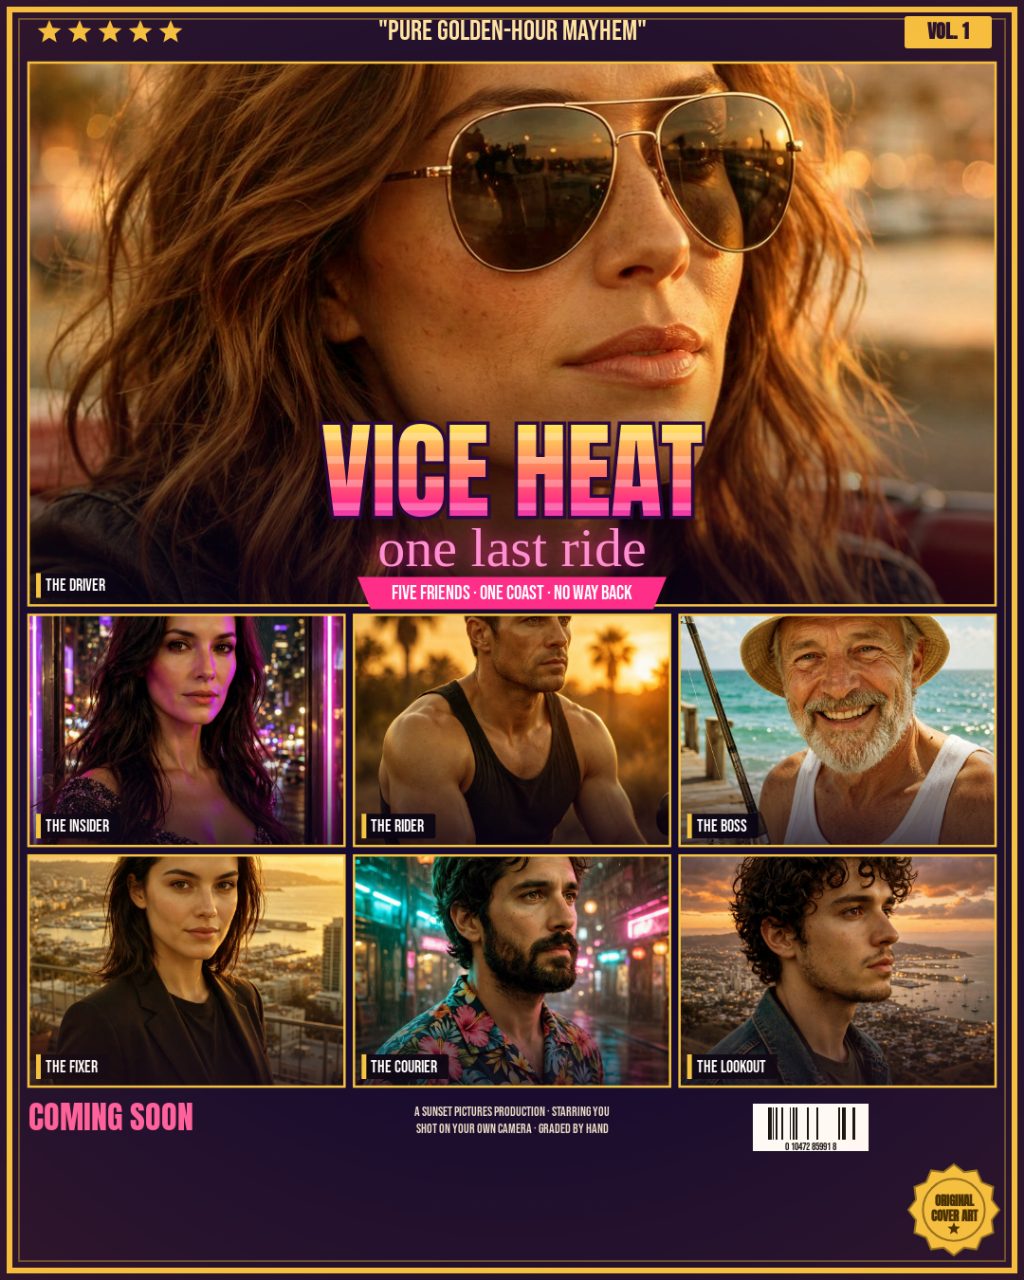 "PURE GOLDEN-HOUR MAYHEM"
VOL. 1
VICE HEAT
one last ride
FIVE FRIENDS · ONE COAST · NO WAY BACK
THE DRIVER
THE INSIDER
THE RIDER
THE BOSS
THE FIXER
THE COURIER
THE LOOKOUT
COMING SOON
A SUNSET PICTURES PRODUCTION · STARRING YOU
SHOT ON YOUR OWN CAMERA · GRADED BY HAND
0 10472 85991 8
ORIGINAL
COVER ART